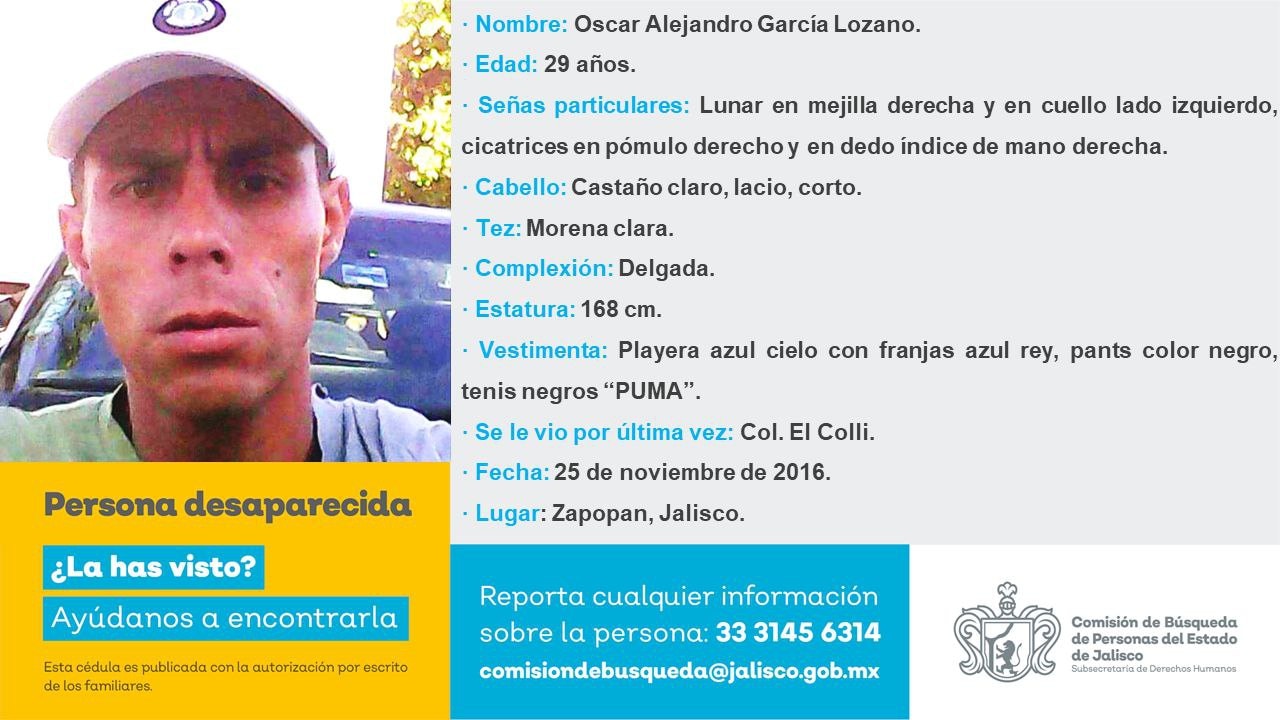 · Nombre: Oscar Alejandro García Lozano.
· Edad: 29 años.
· Señas particulares: Lunar en mejilla derecha y en cuello lado izquierdo,
cicatrices en pómulo derecho y en dedo índice de mano derecha.
· Cabello: Castaño claro, lacio, corto.
· Tez: Morena clara.
· Complexión: Delgada.
· Estatura: 168 cm.
· Vestimenta: Playera azul cielo con franjas azul rey, pants color negro,
tenis negros “PUMA”.
· Se le vio por última vez: Col. El Colli.
· Fecha: 25 de noviembre de 2016.
· Lugar: Zapopan, Jalisco.
Persona desaparecida
¿La has visto?
Ayúdanos a encontrarla
Esta cédula es publicada con la autorización por escrito
de los familiares.
Reporta cualquier información
sobre la persona: 33 3145 6314
comisiondebusqueda@jalisco.gob.mx
Comisión de Búsqueda
de Personas del Estado
de Jalisco
Subsecretaría de Derechos Humanos